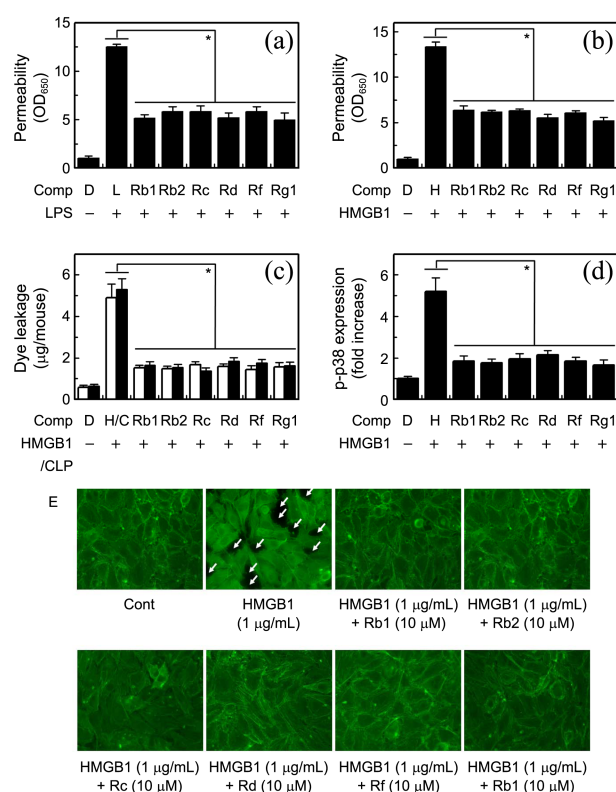 (a)
Permeability
(OD650)
15
10
5
0
*
Comp D L Rb1 Rb2 Rc Rd Rf Rg1
LPS – + + + + + + +
(b)
Permeability
(OD650)
15
10
5
0
*
Comp D H Rb1 Rb2 Rc Rd Rf Rg1
HMGB1 – + + + + + + +
(c)
Dye leakage
(µg/mouse)
6
4
2
0
*
Comp D H/C Rb1 Rb2 Rc Rd Rf Rg1
HMGB1 – + + + + + + +
/CLP
(d)
p-p38 expression
(fold increase)
6
4
2
0
*
Comp D H Rb1 Rb2 Rc Rd Rf Rg1
HMGB1 – + + + + + + +
E
Cont
HMGB1
(1 µg/mL)
HMGB1 (1 µg/mL)
+ Rb1 (10 µM)
HMGB1 (1 µg/mL)
+ Rb2 (10 µM)
HMGB1 (1 µg/mL)
+ Rc (10 µM)
HMGB1 (1 µg/mL)
+ Rd (10 µM)
HMGB1 (1 µg/mL)
+ Rf (10 µM)
HMGB1 (1 µg/mL)
+ Rb1 (10 µM)